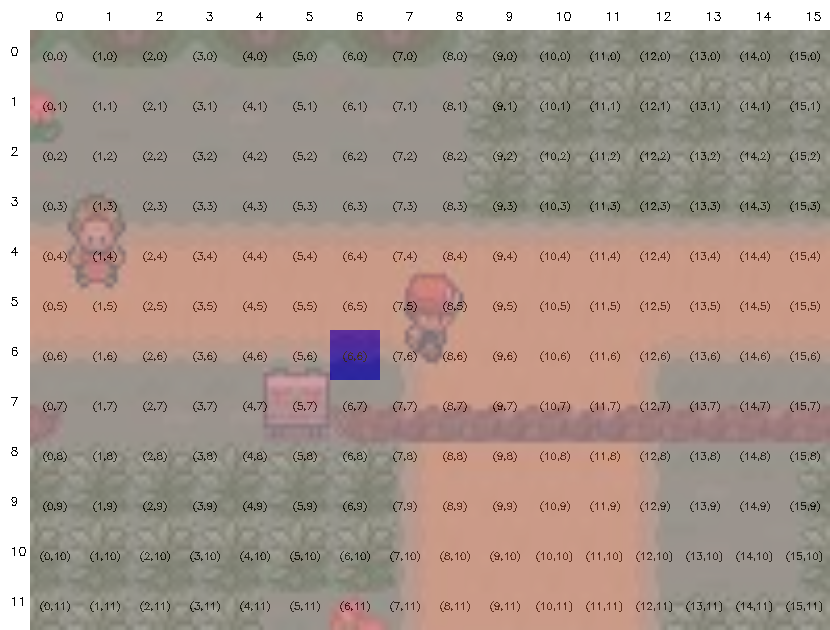 0 1 2 3 4 5 6 7 8 9 10 11 12 13 14 15
0 (0,0) (1,0) (2,0) (3,0) (4,0) (5,0) (6,0) (7,0) (8,0) (9,0) (10,0) (11,0) (12,0) (13,0) (14,0) (15,0)
1 (0,1) (1,1) (2,1) (3,1) (4,1) (5,1) (6,1) (7,1) (8,1) (9,1) (10,1) (11,1) (12,1) (13,1) (14,1) (15,1)
2 (0,2) (1,2) (2,2) (3,2) (4,2) (5,2) (6,2) (7,2) (8,2) (9,2) (10,2) (11,2) (12,2) (13,2) (14,2) (15,2)
3 (0,3) (1,3) (2,3) (3,3) (4,3) (5,3) (6,3) (7,3) (8,3) (9,3) (10,3) (11,3) (12,3) (13,3) (14,3) (15,3)
4 (0,4) (1,4) (2,4) (3,4) (4,4) (5,4) (6,4) (7,4) (8,4) (9,4) (10,4) (11,4) (12,4) (13,4) (14,4) (15,4)
5 (0,5) (1,5) (2,5) (3,5) (4,5) (5,5) (6,5) (7,5) (8,5) (9,5) (10,5) (11,5) (12,5) (13,5) (14,5) (15,5)
6 (0,6) (1,6) (2,6) (3,6) (4,6) (5,6) (6,6) (7,6) (8,6) (9,6) (10,6) (11,6) (12,6) (13,6) (14,6) (15,6)
7 (0,7) (1,7) (2,7) (3,7) (4,7) (5,7) (6,7) (7,7) (8,7) (9,7) (10,7) (11,7) (12,7) (13,7) (14,7) (15,7)
8 (0,8) (1,8) (2,8) (3,8) (4,8) (5,8) (6,8) (7,8) (8,8) (9,8) (10,8) (11,8) (12,8) (13,8) (14,8) (15,8)
9 (0,9) (1,9) (2,9) (3,9) (4,9) (5,9) (6,9) (7,9) (8,9) (9,9) (10,9) (11,9) (12,9) (13,9) (14,9) (15,9)
10 (0,10) (1,10) (2,10) (3,10) (4,10) (5,10) (6,10) (7,10) (8,10) (9,10) (10,10) (11,10) (12,10) (13,10) (14,10) (15,10)
11 (0,11) (1,11) (2,11) (3,11) (4,11) (5,11) (6,11) (7,11) (8,11) (9,11) (10,11) (11,11) (12,11) (13,11) (14,11) (15,11)